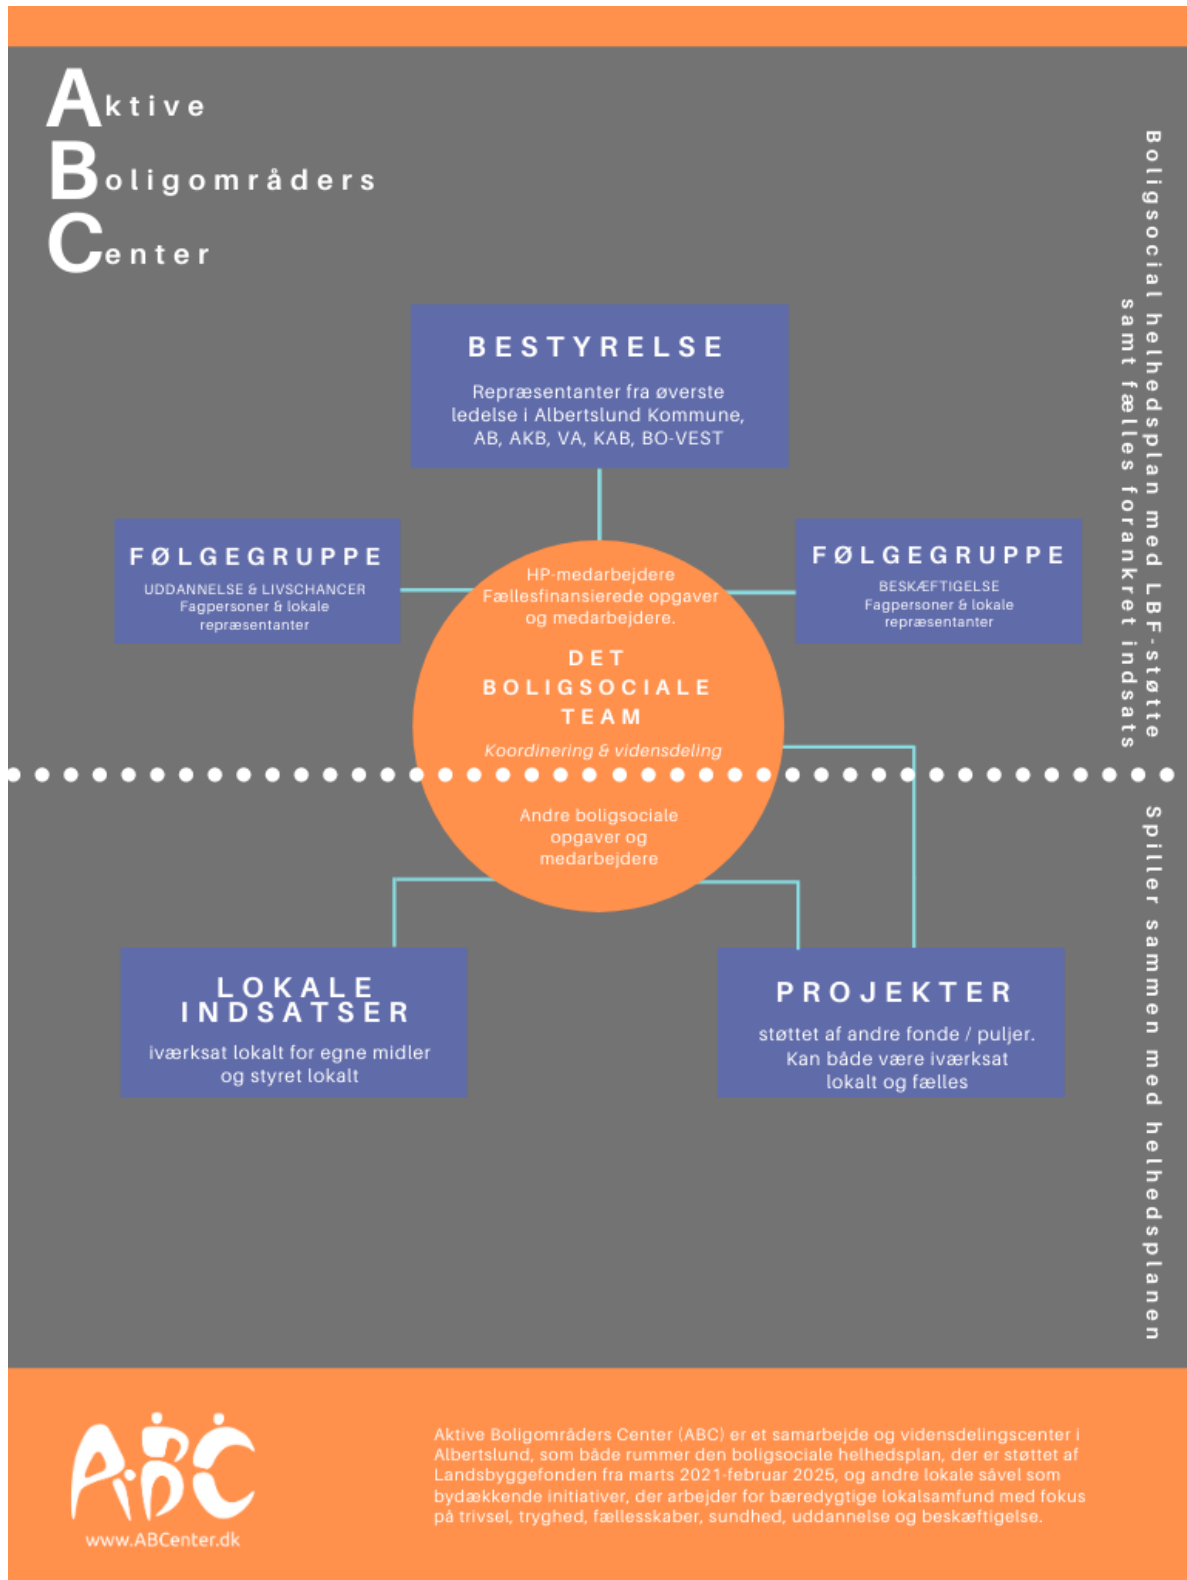 Aktive
Boligområders
Center
Boligsocial helhedsplan med LBF-støtte
samt fælles forankret indsats
BESTYRELSE
Repræsentanter fra øverste
ledelse i Albertslund Kommune,
AB, AKB, VA, KAB, BO-VEST
FØLGEGRUPPE
UDDANNELSE & LIVSCHANCER
Fagpersoner & lokale
repræsentanter
FØLGEGRUPPE
BESKÆFTIGELSE
Fagpersoner & lokale
repræsentanter
HP-medarbejdere
Fællesfinansierede opgaver
og medarbejdere.
DET
BOLIGSOCIALE
TEAM
Koordinering & vidensdeling
Andre boligsociale
opgaver og
medarbejdere
Spiller sammen med helhedsplanen
LOKALE
INDSATSER
iværksat lokalt for egne midler
og styret lokalt
PROJEKTER
støttet af andre fonde / puljer.
Kan både være iværksat
lokalt og fælles
ABC
www.ABCenter.dk
Aktive Boligområders Center (ABC) er et samarbejde og vidensdelingscenter i
Albertslund, som både rummer den boligsociale helhedsplan, der er støttet af
Landsbyggefonden fra marts 2021-februar 2025, og andre lokale såvel som
bydækkende initiativer, der arbejder for bæredygtige lokalsamfund med fokus
på trivsel, tryghed, fællesskaber, sundhed, uddannelse og beskæftigelse.